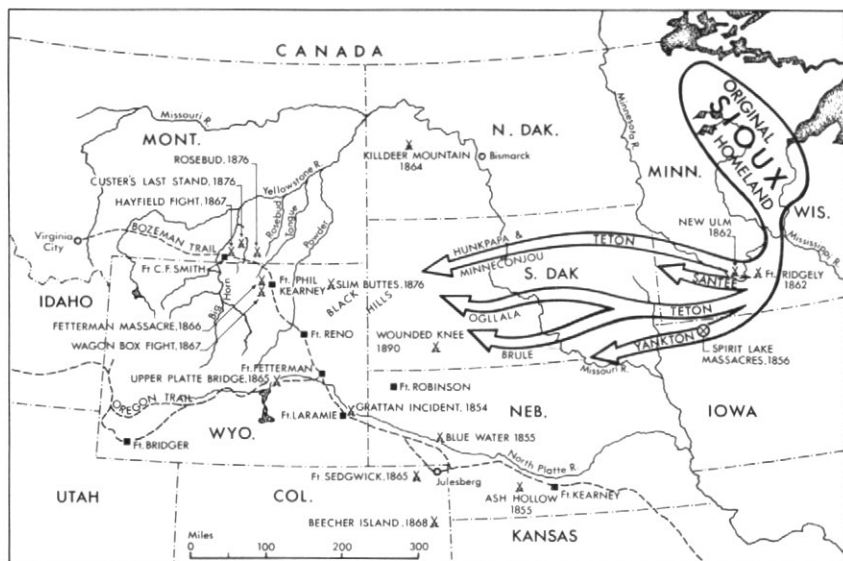 CANADA
Missouri R.
MONT.
ROSEBUD, 1876
CUSTER'S LAST STAND, 1876
HAYFIELD FIGHT, 1867
Yellowstone R.
Rosebud
Tongue
Powder
Virginia
City
BOZEMAN TRAIL
Ft C.F. SMITH
Big Horn
Ft. PHIL
KEARNEY
IDAHO
FETTERMAN MASSACRE, 1866
WAGON BOX FIGHT, 1867
Ft. RENO
Ft. FETTERMAN
UPPER PLATTE BRIDGE, 1865
OREGON TRAIL
Ft. LARAMIE
WYO.
Ft. BRIDGER
UTAH
COL.
N. DAK.
KILLDEER MOUNTAIN
1864
Bismarck
SLIM BUTTES, 1876
BLACK HILLS
HUNKPAPA &
MINNECONJOU
TETON
S. DAK
OGLLALA
TETON
BRULE
YANKTON
SANTEE
WOUNDED KNEE
1890
Missouri R.
Ft. ROBINSON
GRATTAN INCIDENT, 1854
NEB.
BLUE WATER 1855
North Platte R.
Ft SEDGWICK, 1865
Julesberg
ASH HOLLOW
1855
Ft. KEARNEY
BEECHER ISLAND, 1868
KANSAS
Minnesota R.
MINN.
ORIGINAL
SIOUX
HOMELAND
WIS.
Mississippi R.
NEW ULM
1862
Ft. RIDGELY
1862
SPIRIT LAKE
MASSACRES, 1856
IOWA
Miles
0 100 200 300